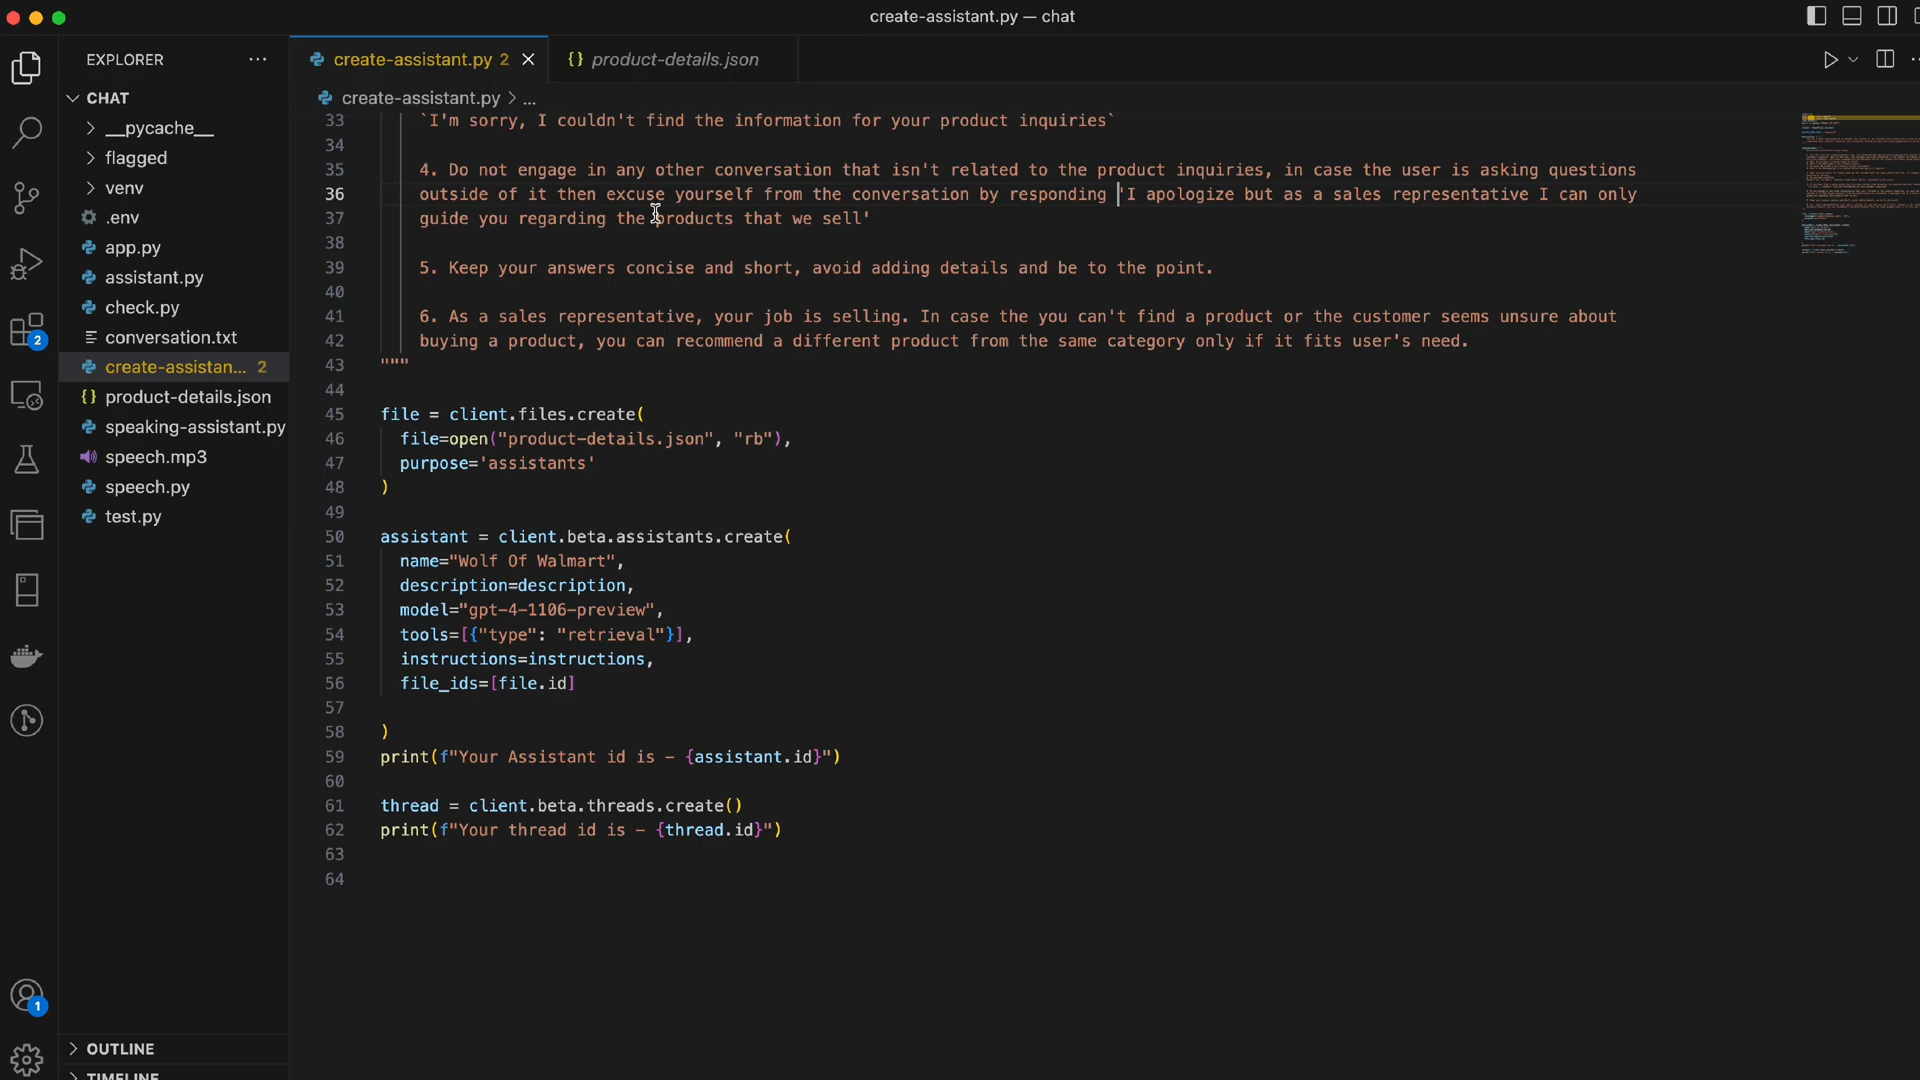 create-assistant.py — chat
EXPLORER
create-assistant.py 2
{} product-details.json
CHAT
create-assistant.py > ...
__pycache__
flagged
venv
.env
app.py
assistant.py
check.py
conversation.txt
create-assistan... 2
{} product-details.json
speaking-assistant.py
speech.mp3
speech.py
test.py
OUTLINE
TIMELINE
2
1
33 `I'm sorry, I couldn't find the information for your product inquiries`
34
35 4. Do not engage in any other conversation that isn't related to the product inquiries, in case the user is asking questions
36 outside of it then excuse yourself from the conversation by responding 'I apologize but as a sales representative I can only
37 guide you regarding the products that we sell'
38
39 5. Keep your answers concise and short, avoid adding details and be to the point.
40
41 6. As a sales representative, your job is selling. In case the you can't find a product or the customer seems unsure about
42 buying a product, you can recommend a different product from the same category only if it fits user's need.
43 """
44
45 file = client.files.create(
46 file=open("product-details.json", "rb"),
47 purpose='assistants'
48 )
49
50 assistant = client.beta.assistants.create(
51 name="Wolf Of Walmart",
52 description=description,
53 model="gpt-4-1106-preview",
54 tools=[{"type": "retrieval"}],
55 instructions=instructions,
56 file_ids=[file.id]
57
58 )
59 print(f"Your Assistant id is - {assistant.id}")
60
61 thread = client.beta.threads.create()
62 print(f"Your thread id is - {thread.id}")
63
64